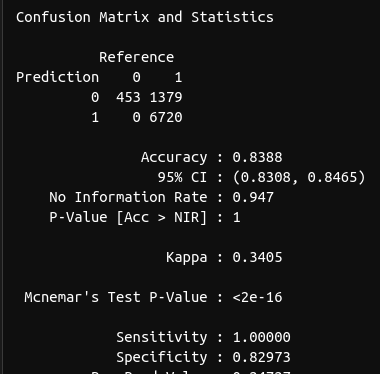 Confusion Matrix and Statistics
Reference
Prediction 0 1
0 453 1379
1 0 6720
Accuracy : 0.8388
95% CI : (0.8308, 0.8465)
No Information Rate : 0.947
P-Value [Acc > NIR] : 1
Kappa : 0.3405
Mcnemar's Test P-Value : <2e-16
Sensitivity : 1.00000
Specificity : 0.82973